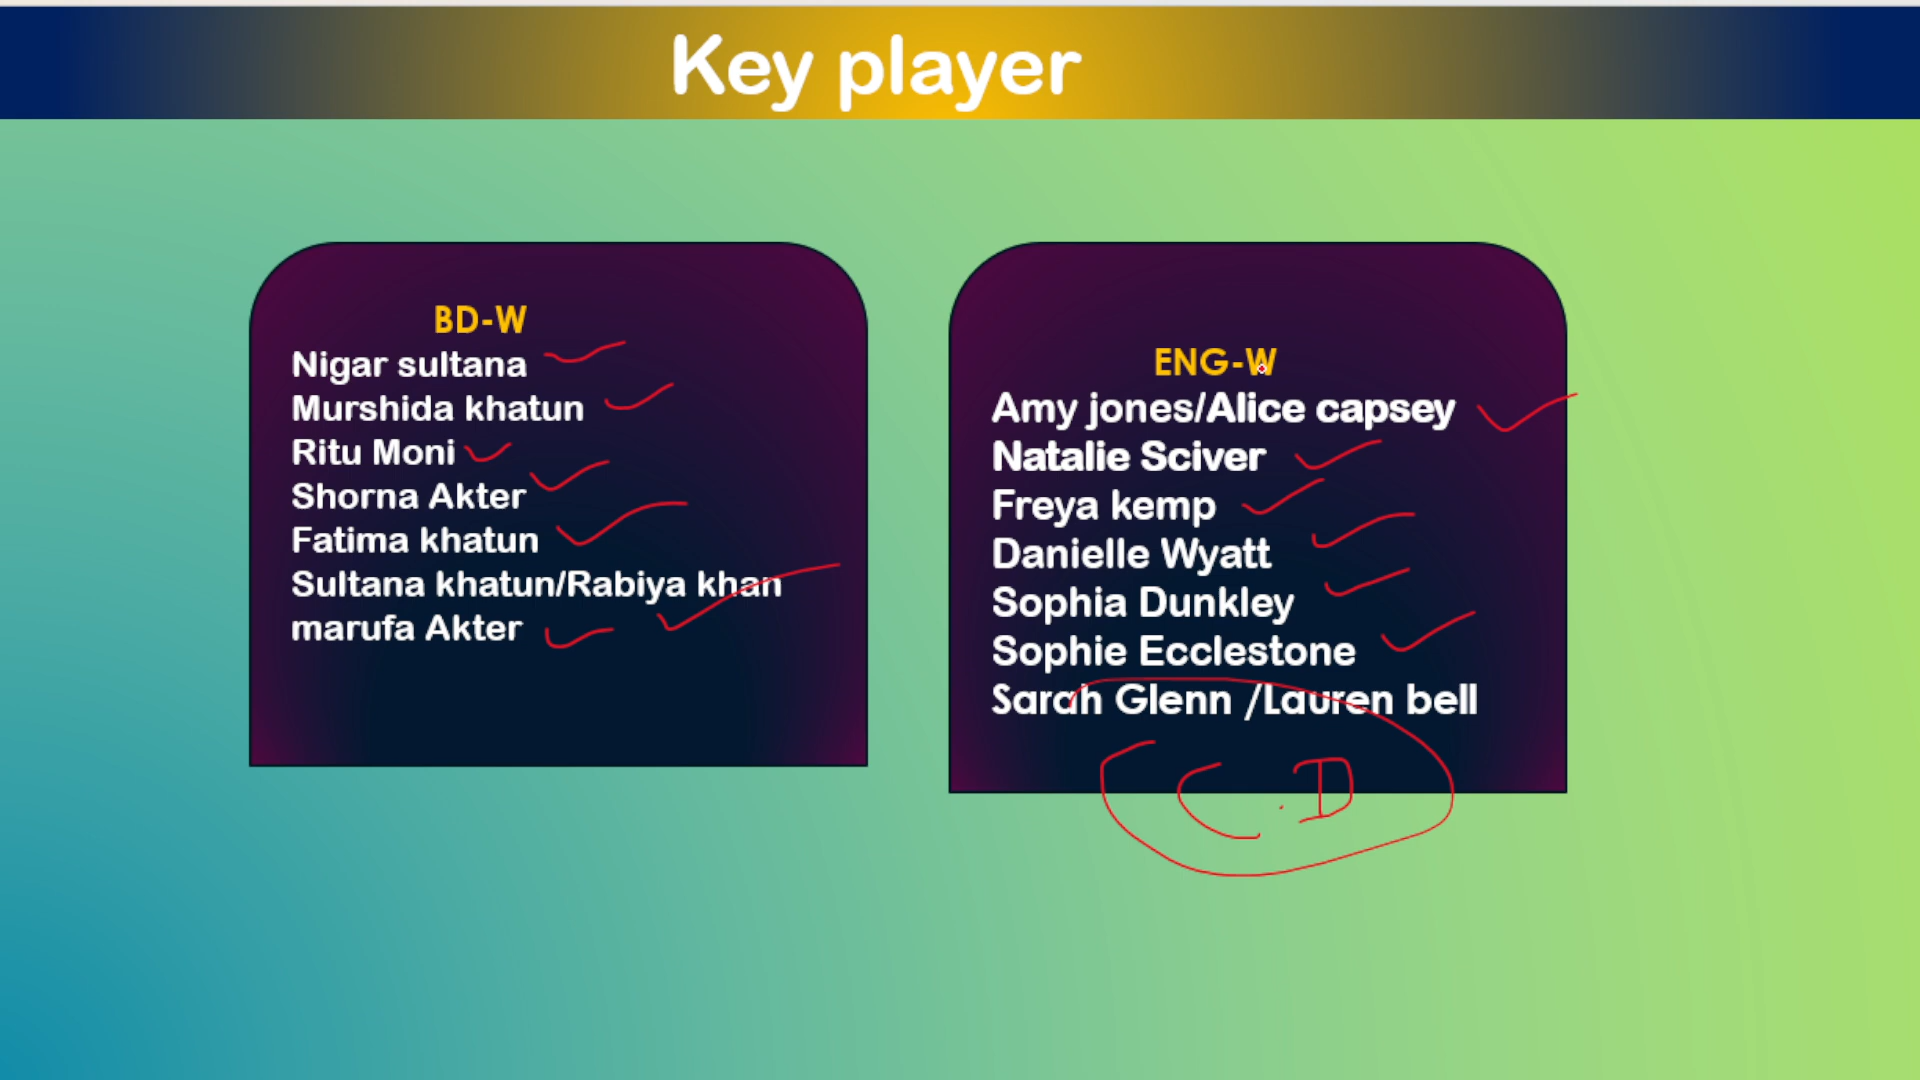 Key player
BD-W
Nigar sultana
Murshida khatun
Ritu Moni
Shorna Akter
Fatima khatun
Sultana khatun/Rabiya khan
marufa Akter
ENG-W
Amy jones/Alice capsey
Natalie Sciver
Freya kemp
Danielle Wyatt
Sophia Dunkley
Sophie Ecclestone
Sarah Glenn /Lauren bell
C.D